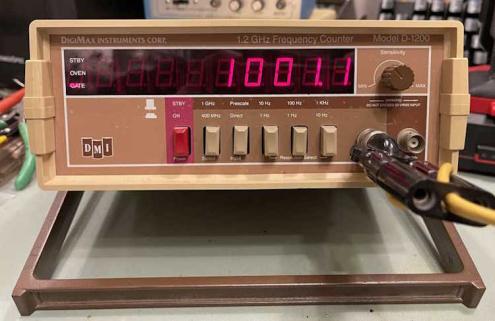 DIGIMAX INSTRUMENTS CORP. 1.2 GHz Frequency Counter Model D-1200
Sensitivity
STBY
OVEN
GATE
1001.1
MIN MAX
STBY 1 GHz Prescale 10 Hz 100 Hz 1 KHz
ON 400 MHz Direct 1 Hz 1 Hz 10 Hz
DMI
Select